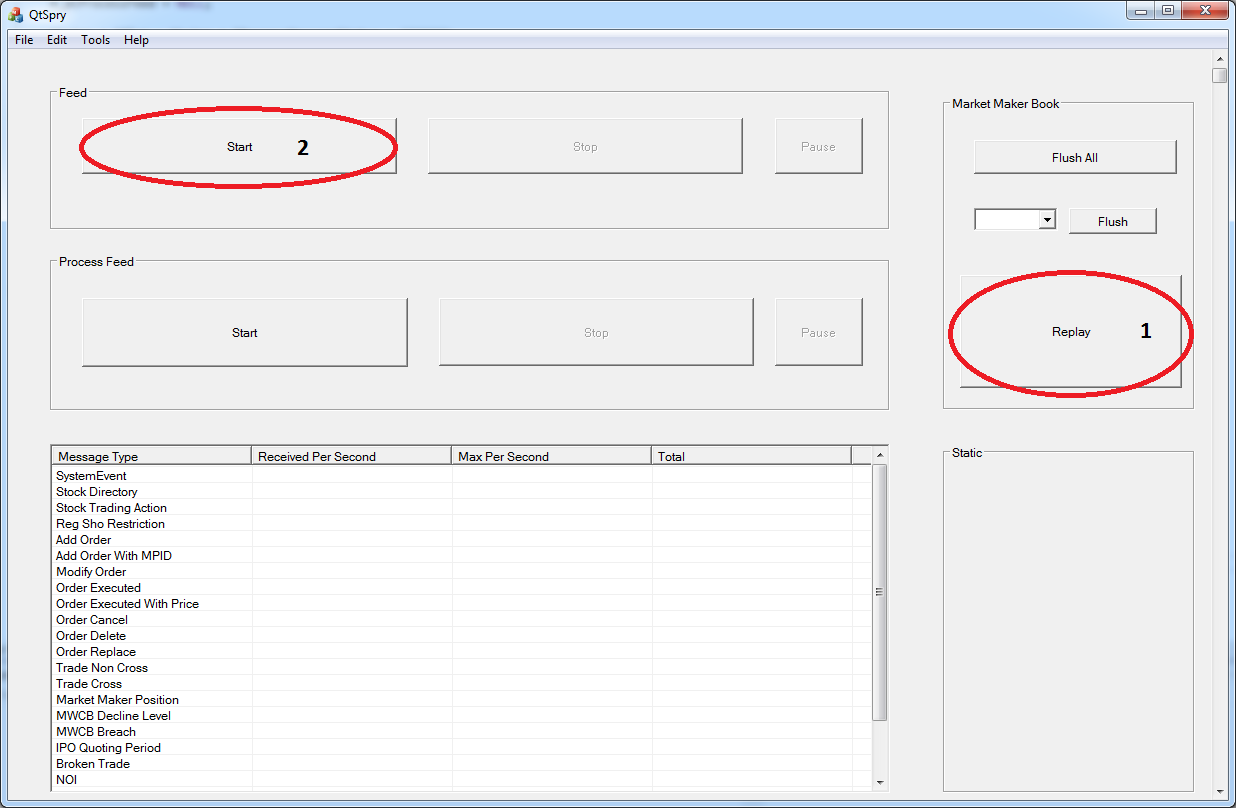 QtSpry
File Edit Tools Help
Feed
Start 2
Stop
Pause
Process Feed
Start
Stop
Pause
Market Maker Book
Flush All
Flush
Replay 1
Message Type Received Per Second Max Per Second Total
SystemEvent
Stock Directory
Stock Trading Action
Reg Sho Restriction
Add Order
Add Order With MPID
Modify Order
Order Executed
Order Executed With Price
Order Cancel
Order Delete
Order Replace
Trade Non Cross
Trade Cross
Market Maker Position
MWCB Decline Level
MWCB Breach
IPO Quoting Period
Broken Trade
NOI
Static